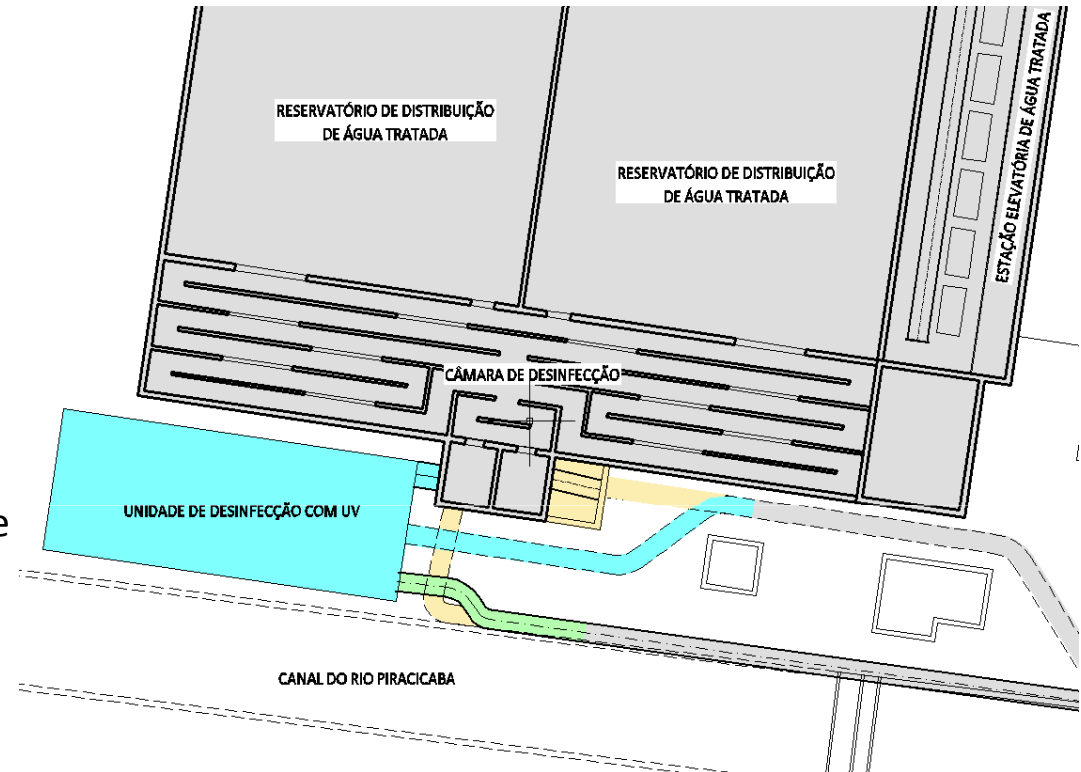 RESERVATÓRIO DE DISTRIBUIÇÃO
DE ÁGUA TRATADA
RESERVATÓRIO DE DISTRIBUIÇÃO
DE ÁGUA TRATADA
ESTAÇÃO ELEVATÓRIA DE ÁGUA TRATADA
CÂMARA DE DESINFECÇÃO
UNIDADE DE DESINFECÇÃO COM UV
e
CANAL DO RIO PIRACICABA